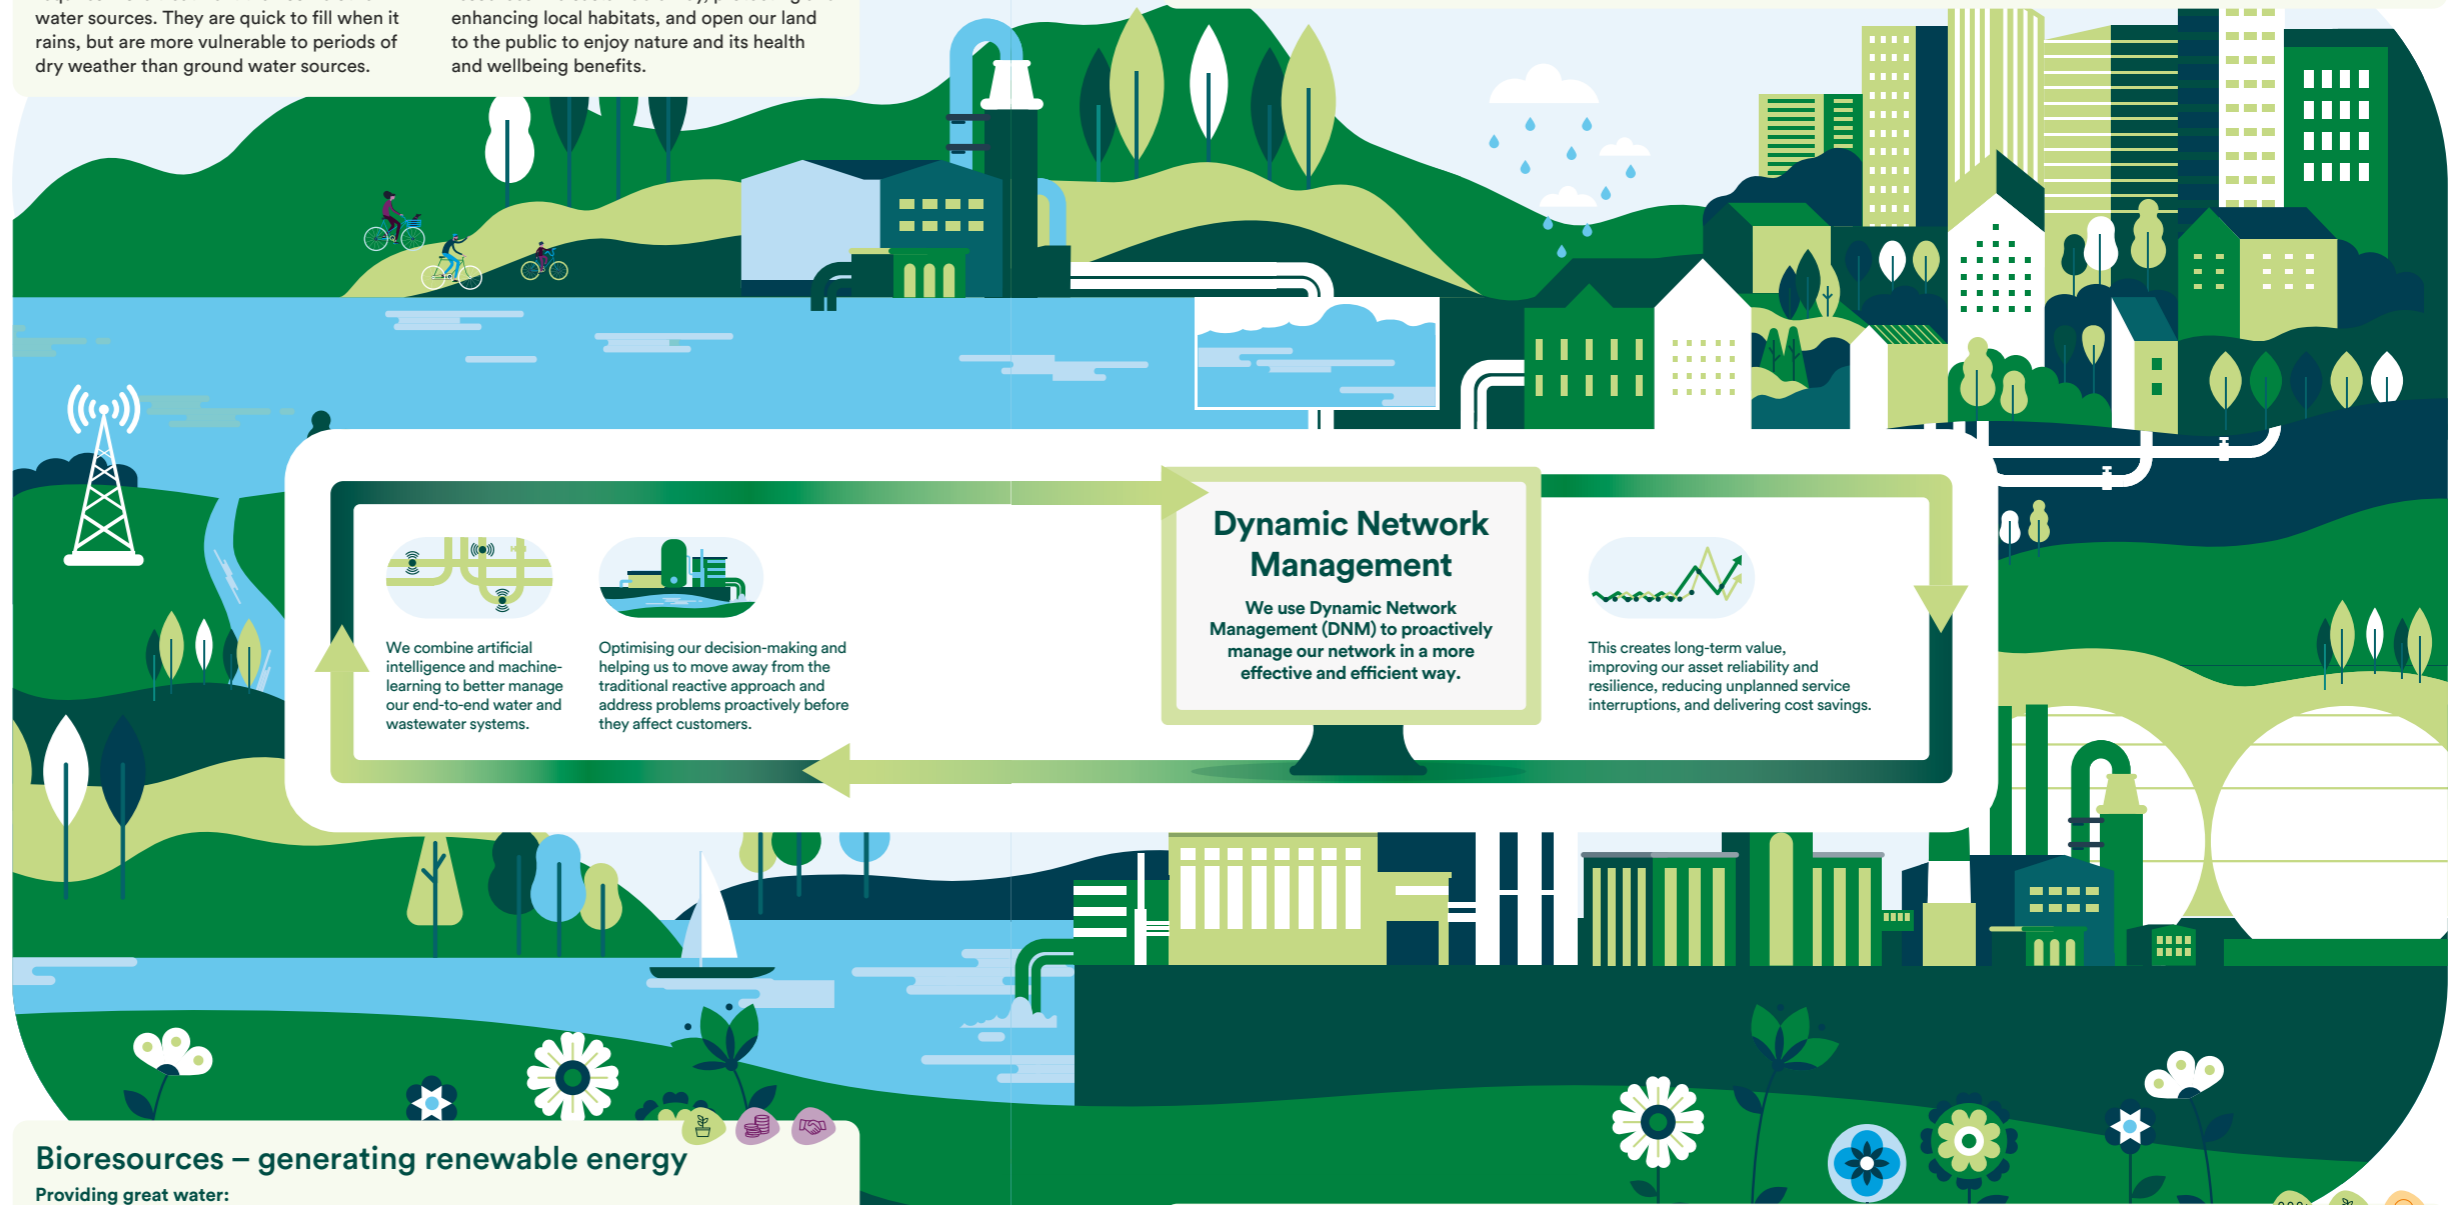 water sources. They are quick to fill when it
rains, but are more vulnerable to periods of
dry weather than ground water sources.
enhancing local habitats, and open our land
to the public to enjoy nature and its health
and wellbeing benefits.
Dynamic Network
Management
We use Dynamic Network
Management (DNM) to proactively
manage our network in a more
effective and efficient way.
We combine artificial
intelligence and machine-
learning to better manage
our end-to-end water and
wastewater systems.
Optimising our decision-making and
helping us to move away from the
traditional reactive approach and
address problems proactively before
they affect customers.
This creates long-term value,
improving our asset reliability and
resilience, reducing unplanned service
interruptions, and delivering cost savings.
Bioresources – generating renewable energy
Providing great water: